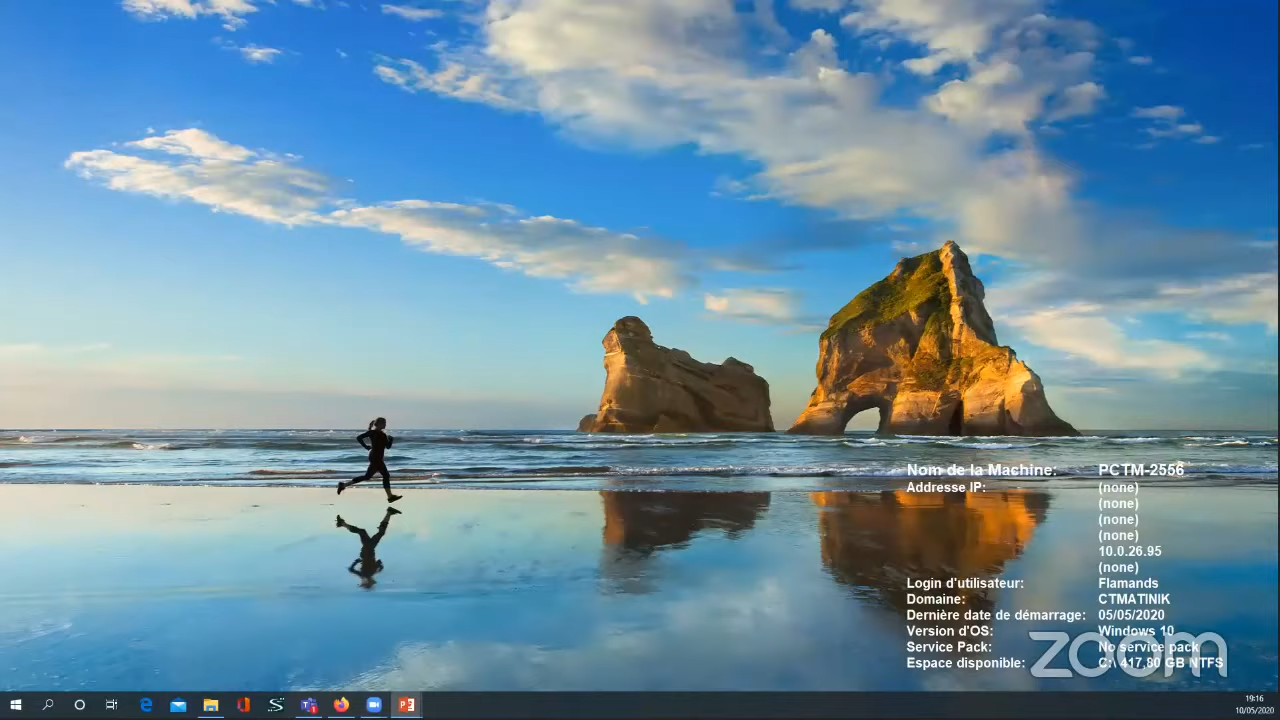 Nom de la Machine: PCTM-2556
Addresse IP: (none)
(none)
(none)
(none)
10.0.26.95
(none)
Login d'utilisateur: Flamands
Domaine: CTMATINIK
Dernière date de démarrage: 05/05/2020
Version d'OS: Windows 10
Service Pack: No service pack
Espace disponible: C:\ 417,80 GB NTFS
zoom
19:16
10/05/2020